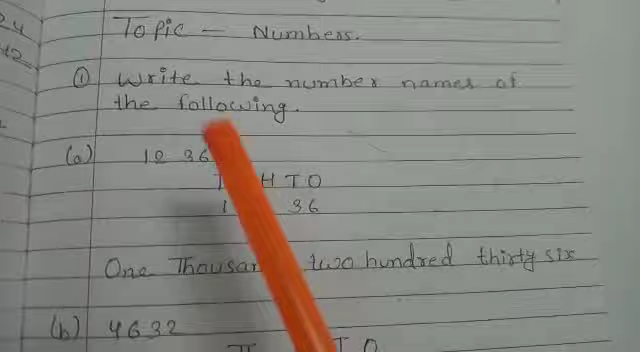 Topic - Numbers.
① Write the number names of
the following.
(a) 12 36
H T O
1 36
One Thousand two hundred thirty six
(b) 4632
T O